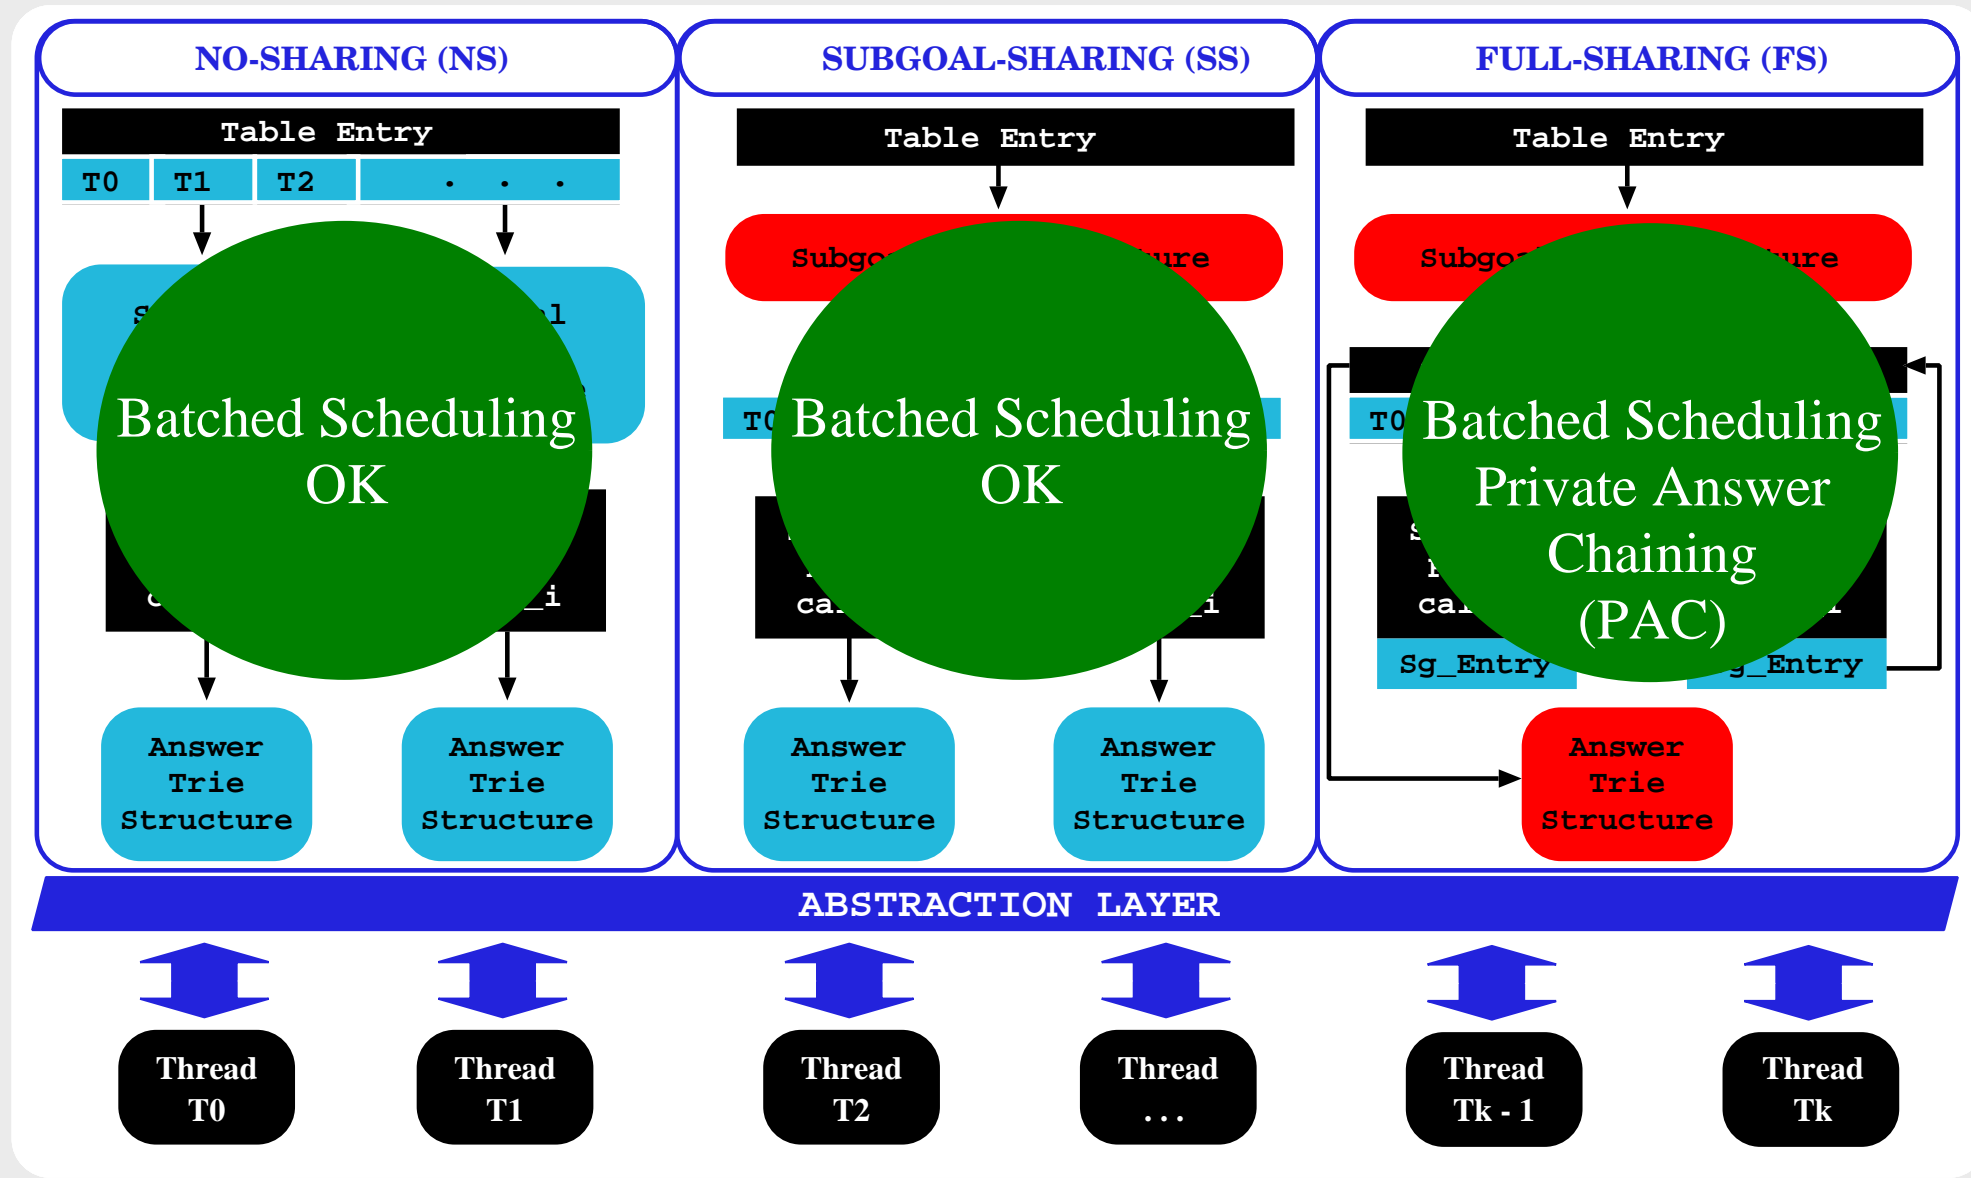 NO-SHARING (NS)
Table Entry
T0 T1 T2 . . .
Batched Scheduling
OK
Answer
Trie
Structure
Answer
Trie
Structure
SUBGOAL-SHARING (SS)
Table Entry
Batched Scheduling
OK
Answer
Trie
Structure
Answer
Trie
Structure
FULL-SHARING (FS)
Table Entry
T0
Batched Scheduling
Private Answer
Chaining
(PAC)
Sg_Entry
Answer
Trie
Structure
ABSTRACTION LAYER
Thread
T0
Thread
T1
Thread
T2
Thread
. . .
Thread
Tk - 1
Thread
Tk